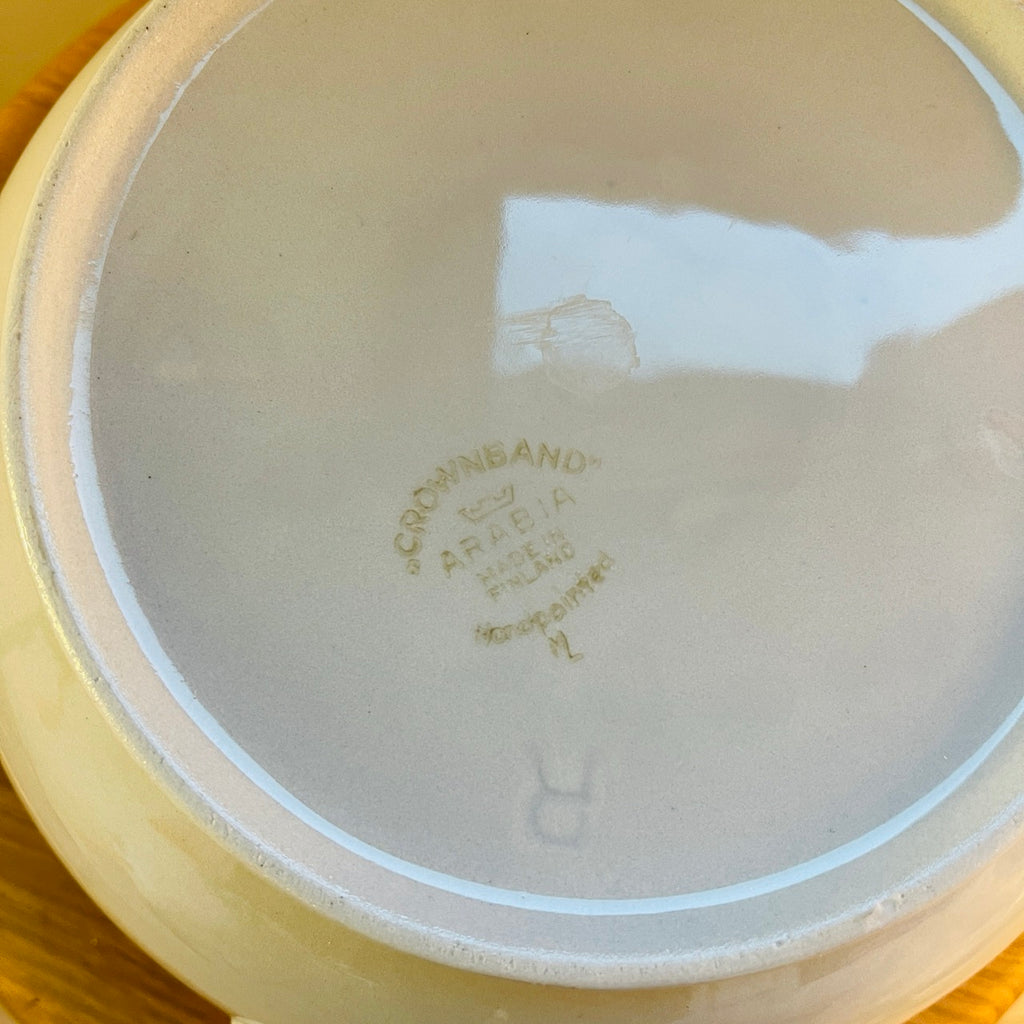 "CROWNBAND"
ARABIA
MADE IN
FINLAND
Handpainted
ML
R